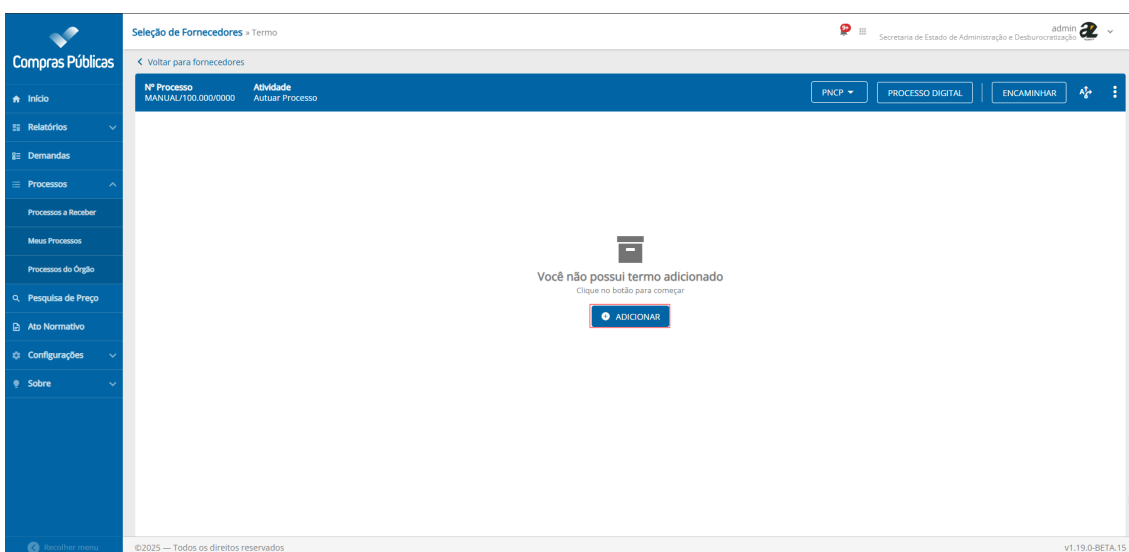 Compras Públicas
Início
Relatórios
Demandas
Processos
Processos a Receber
Meus Processos
Processos do Órgão
Pesquisa de Preço
Ato Normativo
Configurações
Sobre
Recolher menu
Seleção de Fornecedores » Termo
9+
admin
Secretaria de Estado de Administração e Desburocratização
Voltar para fornecedores
Nº Processo Atividade
MANUAL/100.000/0000 Autuar Processo
PNCP PROCESSO DIGITAL ENCAMINHAR
Você não possui termo adicionado
Clique no botão para começar
ADICIONAR
©2025 — Todos os direitos reservados
v1.19.0-BETA.15